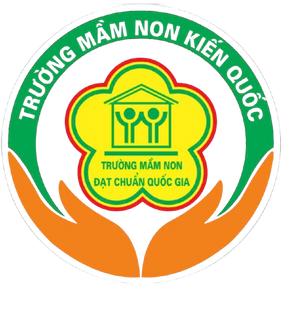 TRƯỜNG MẦM NON KIẾN QUỐC
TRƯỜNG MẦM NON
ĐẠT CHUẨN QUỐC GIA